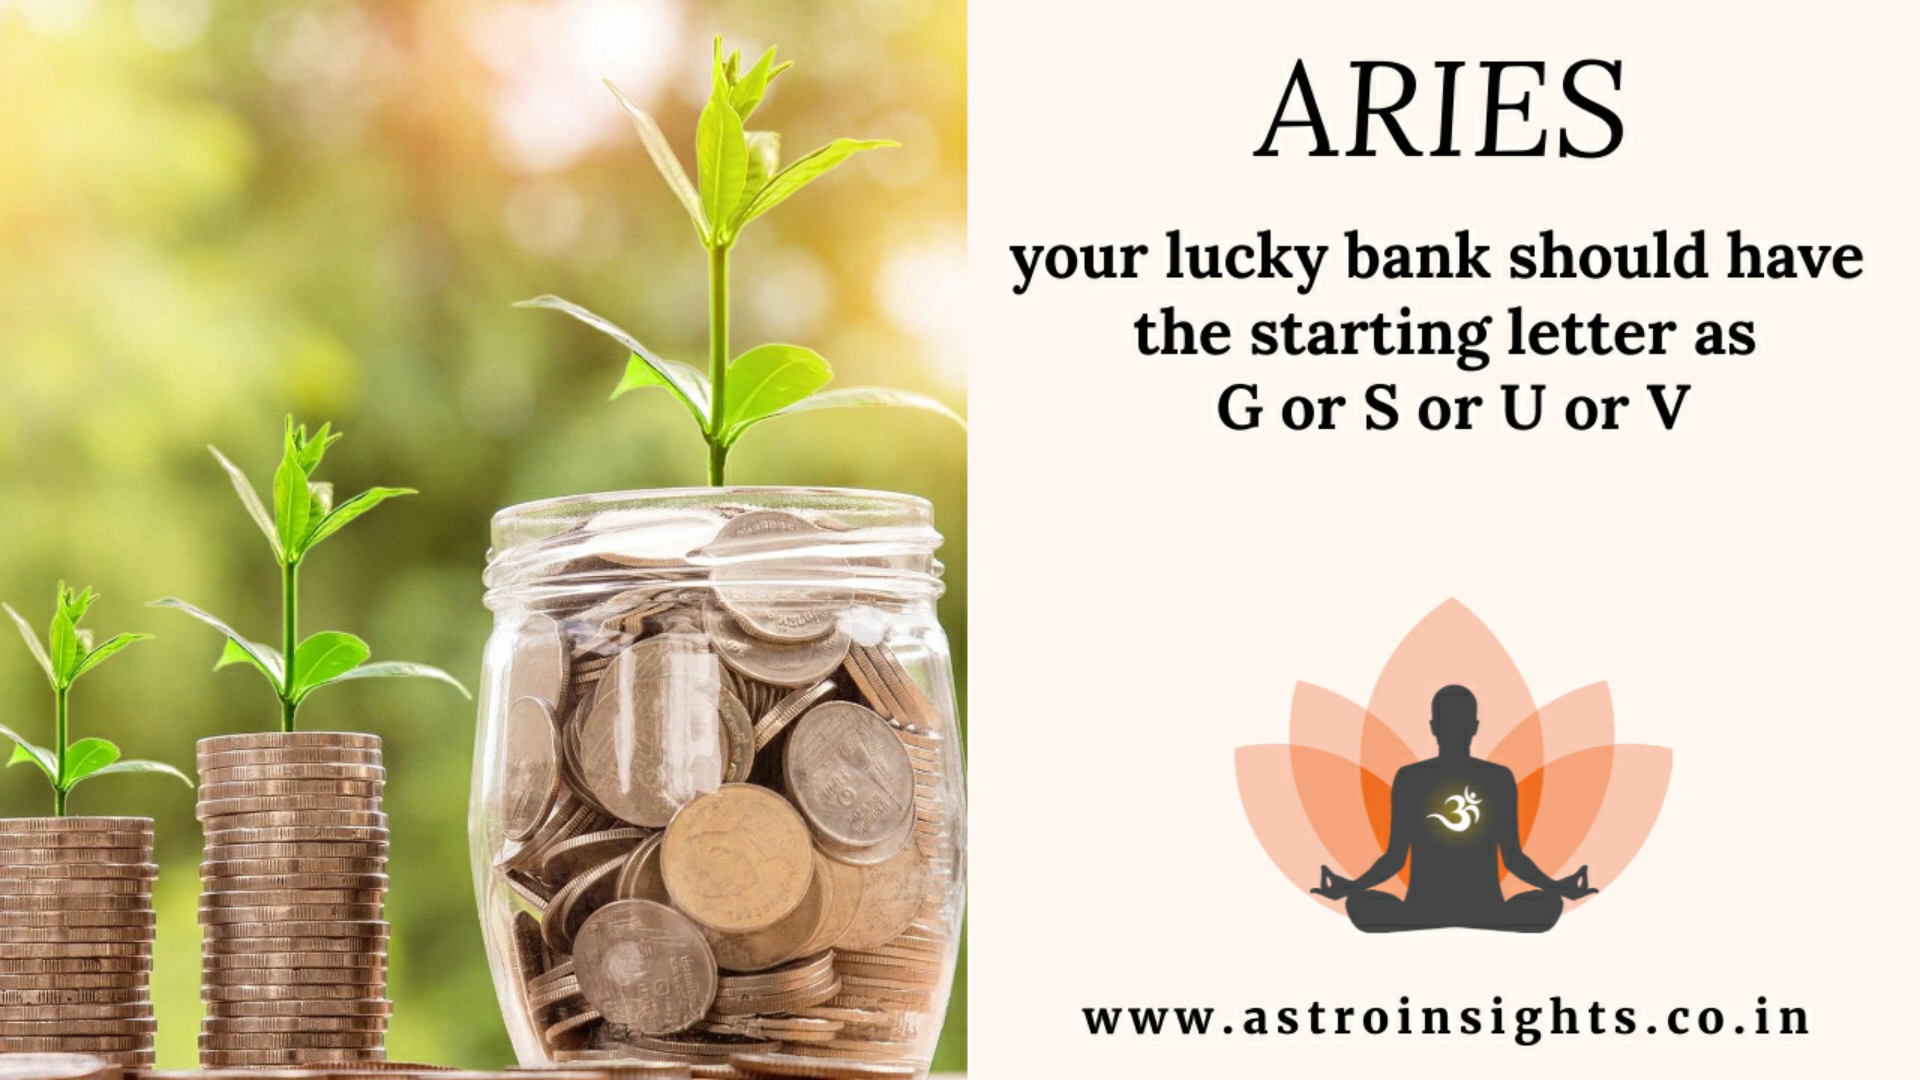 ARIES
your lucky bank should have
the starting letter as
G or S or U or V
ॐ
www.astroinsights.co.in